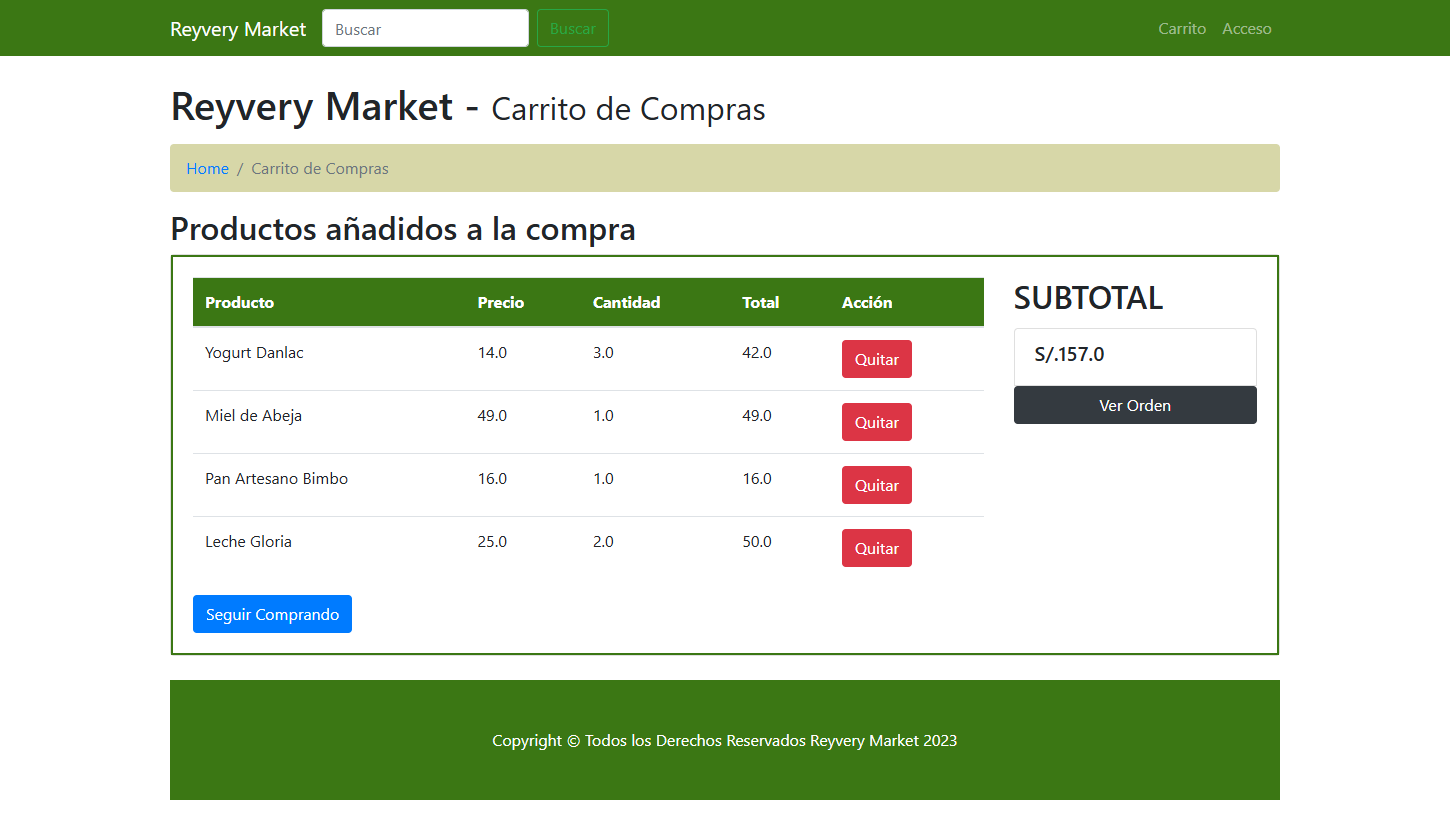 Reyvery Market Buscar Buscar Carrito Acceso
Reyvery Market - Carrito de Compras
Home / Carrito de Compras
Productos añadidos a la compra
Producto Precio Cantidad Total Acción
Yogurt Danlac 14.0 3.0 42.0 Quitar
Miel de Abeja 49.0 1.0 49.0 Quitar
Pan Artesano Bimbo 16.0 1.0 16.0 Quitar
Leche Gloria 25.0 2.0 50.0 Quitar
Seguir Comprando
SUBTOTAL
S/.157.0
Ver Orden
Copyright © Todos los Derechos Reservados Reyvery Market 2023